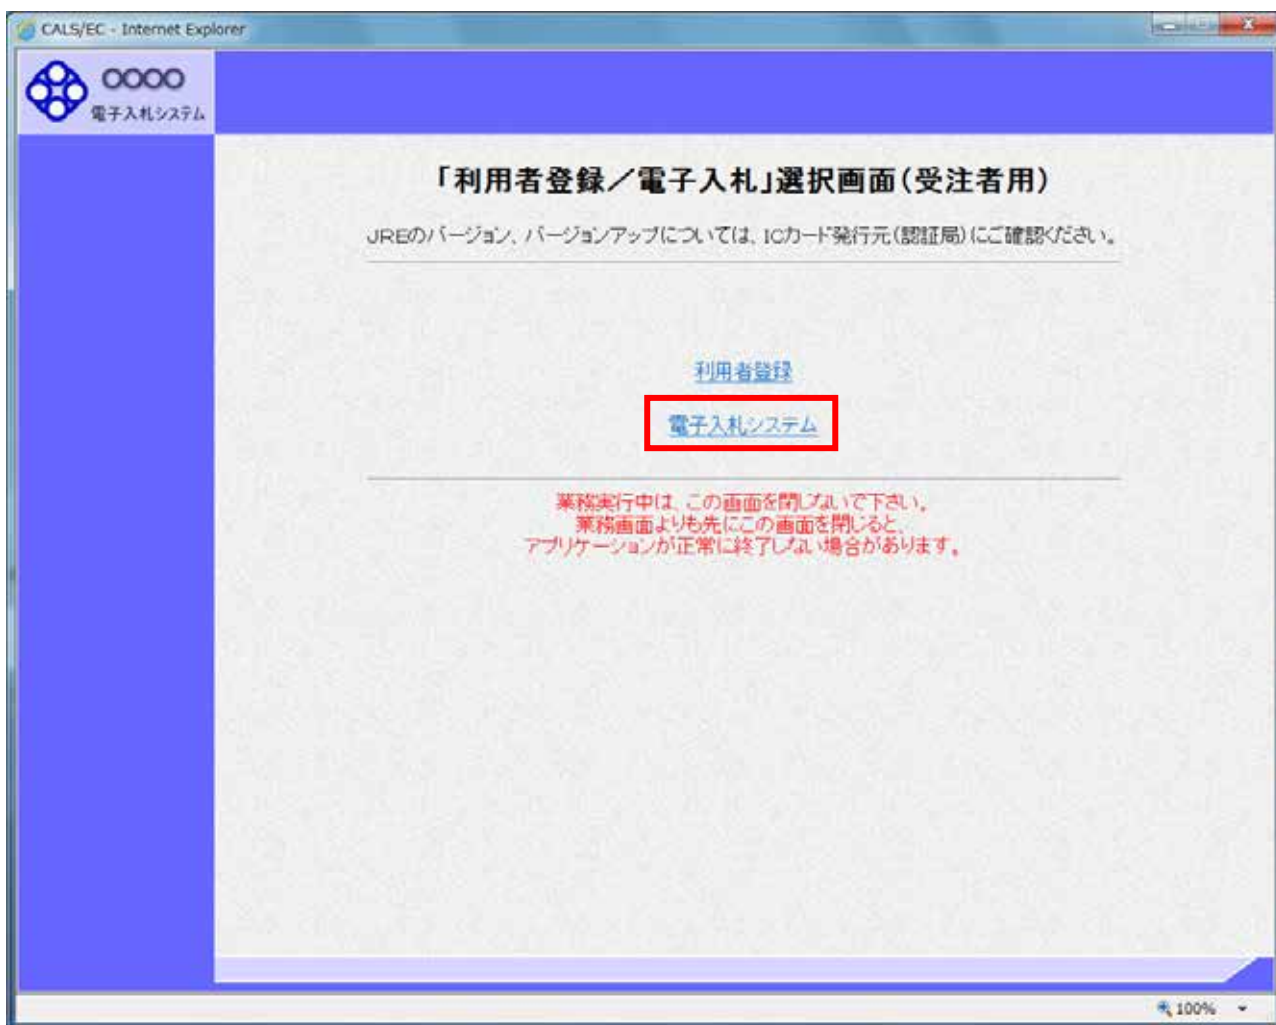 CALS/EC - Internet Explorer
○○○○
電子入札システム
「利用者登録／電子入札」選択画面(受注者用)
JREのバージョン、バージョンアップについては、ICカード発行元(認証局)にご確認ください。
利用者登録
電子入札システム
業務実行中は、この画面を閉じないで下さい。
業務画面よりも先にこの画面を閉じると、
アプリケーションが正常に終了しない場合があります。
100%